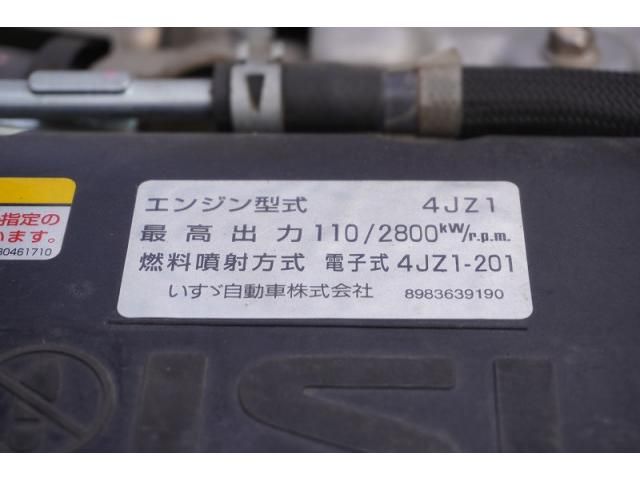 エンジン型式 4JZ1
最高出力 110/2800kW/r.p.m.
燃料噴射方式 電子式 4JZ1-201
いすゞ自動車株式会社 8983639190
指定の
います。
80461710